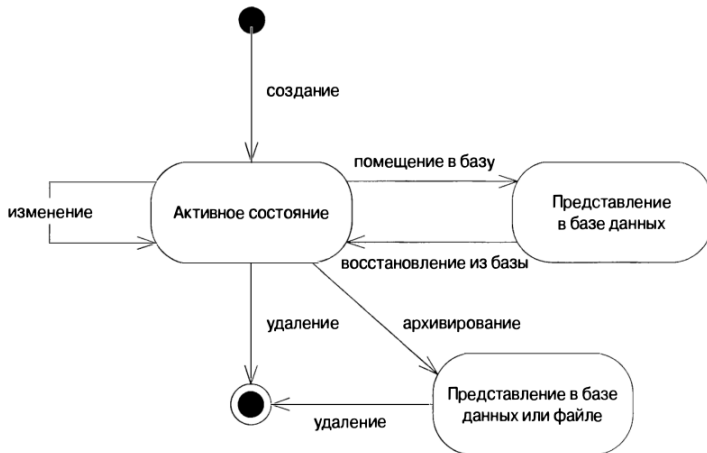 создание
помещение в базу
изменение
Активное состояние
Представление
в базе данных
восстановление из базы
удаление
архивирование
Представление в базе
данных или файле
удаление